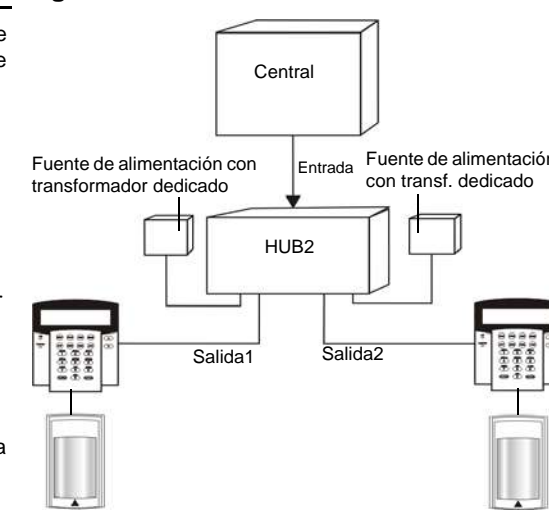 Central
Fuente de alimentación con
transformador dedicado
Entrada
Fuente de alimentación
con transf. dedicado
HUB2
Salida1
Salida2